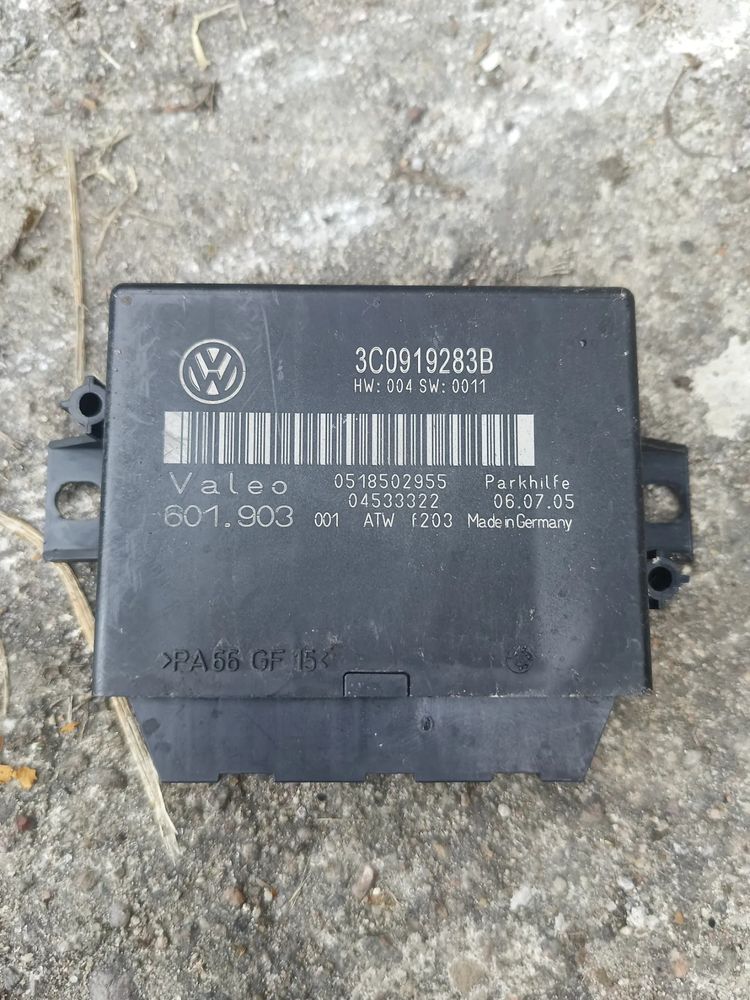 3C0919283B
HW: 004 SW: 0011
Valeo 0518502955 Parkhilfe
04533322 06.07.05
601.903 001 ATW f203 Made in Germany
>PA66 GF 15<